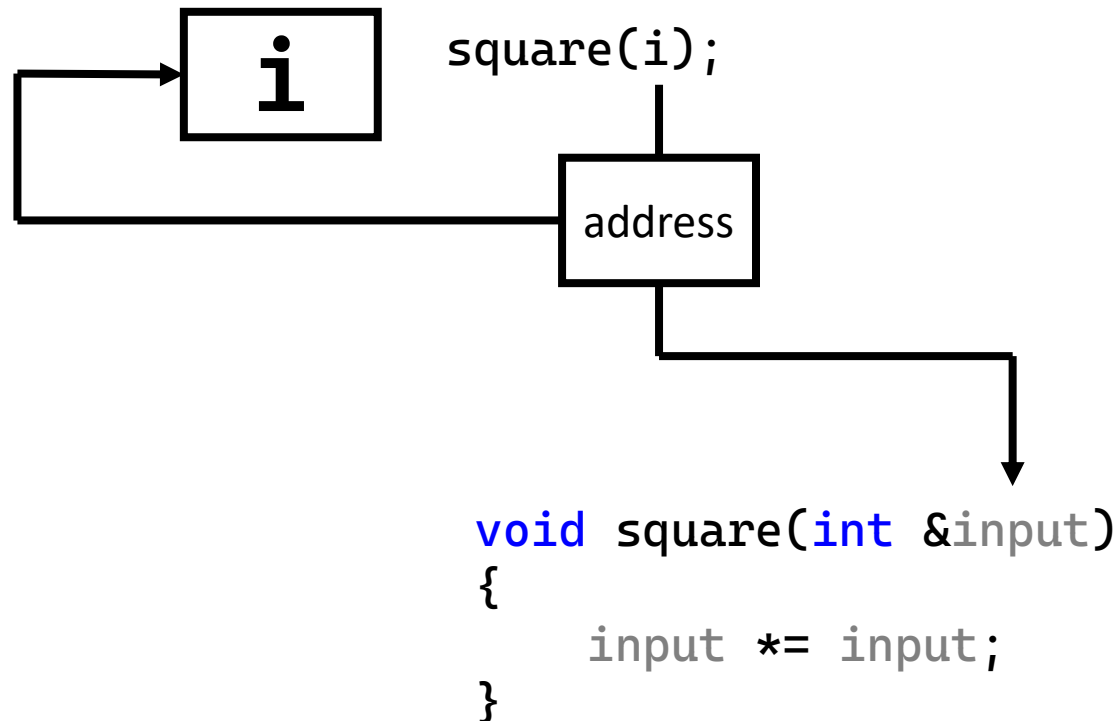 i
square(i);
address
void square(int &input)
{
    input *= input;
}